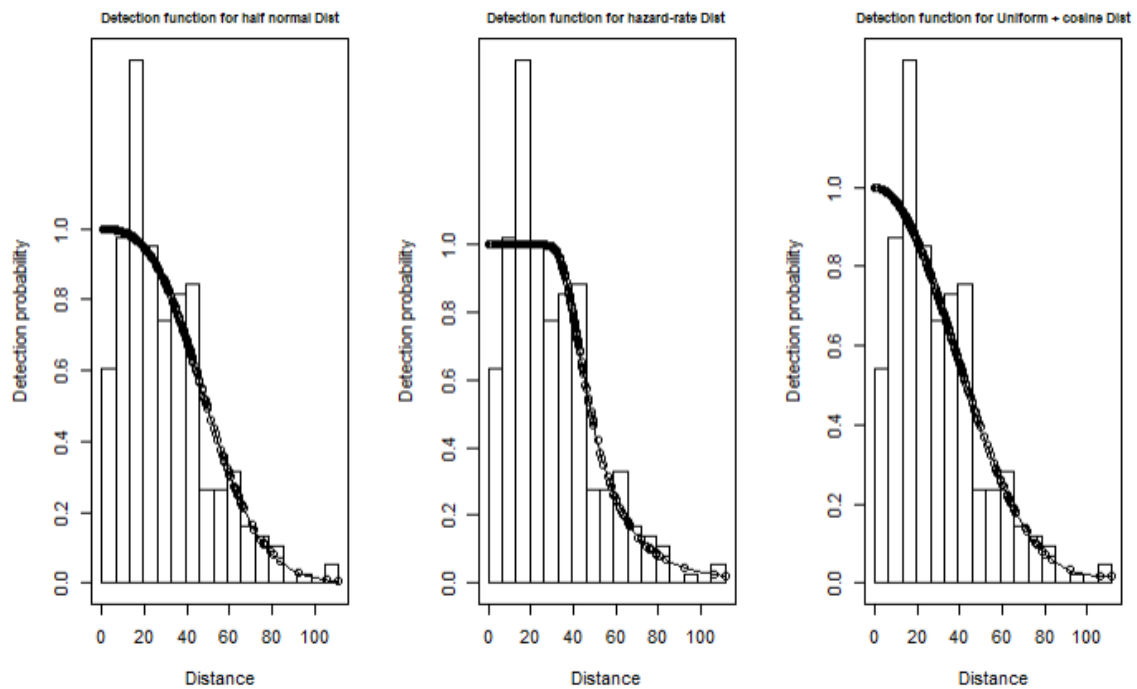 Detection function for half normal Dist
Detection probability
0.0 0.2 0.4 0.6 0.8 1.0
0 20 40 60 80 100
Distance
Detection function for hazard-rate Dist
Detection probability
0.0 0.2 0.4 0.6 0.8 1.0
0 20 40 60 80 100
Distance
Detection function for Uniform + cosine Dist
Detection probability
0.0 0.2 0.4 0.6 0.8 1.0
0 20 40 60 80 100
Distance